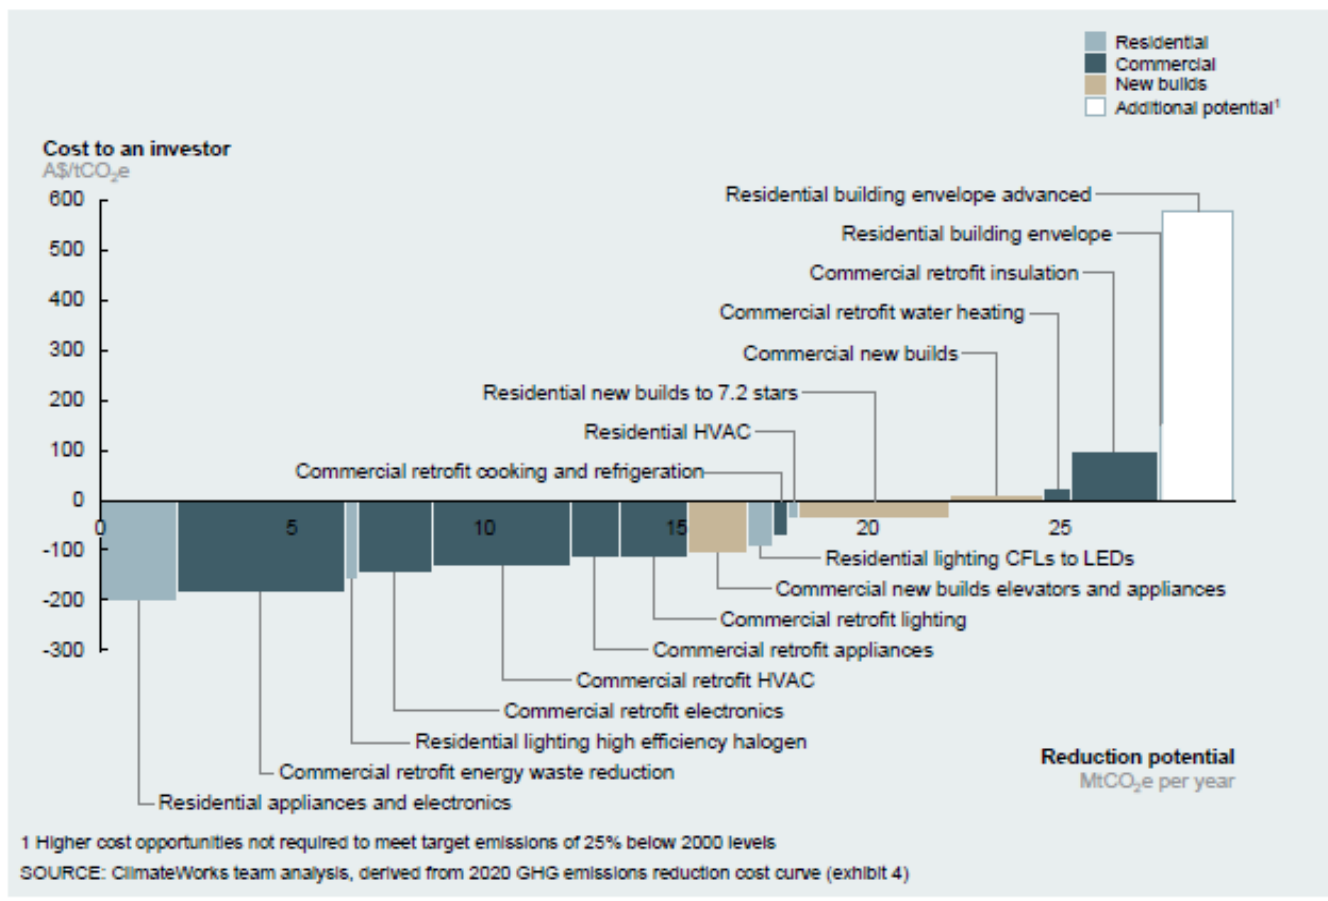 Residential
Commercial
New builds
Additional potential¹
Cost to an investor
A$/tCO₂e
600
500
400
300
200
100
0
-100
-200
-300
0
5
10
15
20
25
Residential building envelope advanced
Residential building envelope
Commercial retrofit insulation
Commercial retrofit water heating
Commercial new builds
Residential new builds to 7.2 stars
Residential HVAC
Commercial retrofit cooking and refrigeration
Residential lighting CFLs to LEDs
Commercial new builds elevators and appliances
Commercial retrofit lighting
Commercial retrofit appliances
Commercial retrofit HVAC
Commercial retrofit electronics
Residential lighting high efficiency halogen
Commercial retrofit energy waste reduction
Residential appliances and electronics
Reduction potential
MtCO₂e per year
1 Higher cost opportunities not required to meet target emissions of 25% below 2000 levels
SOURCE: ClimateWorks team analysis, derived from 2020 GHG emissions reduction cost curve (exhibit 4)